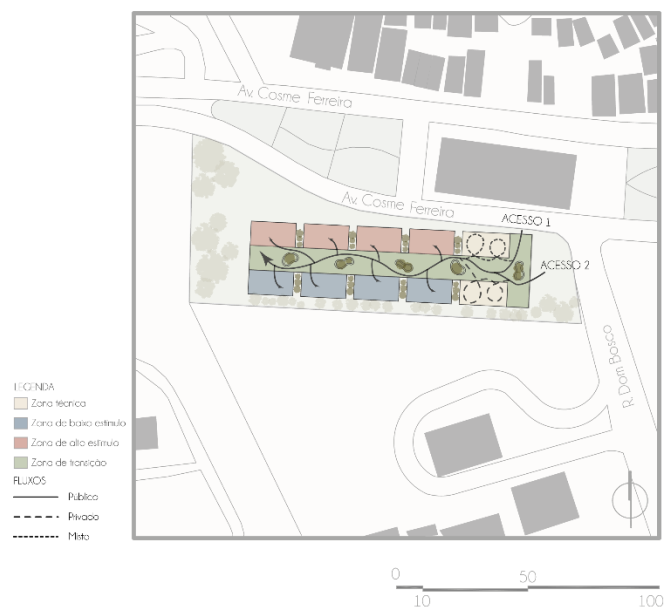 Av. Cosme Ferreira
Av. Cosme Ferreira
ACESSO 1
ACESSO 2
R. Dom Bosco
LEGENDA
Zona técnica
Zona de baixo estímulo
Zona de alto estímulo
Zona de transição
FLUXOS
Público
Privado
Misto
0
50
10
100